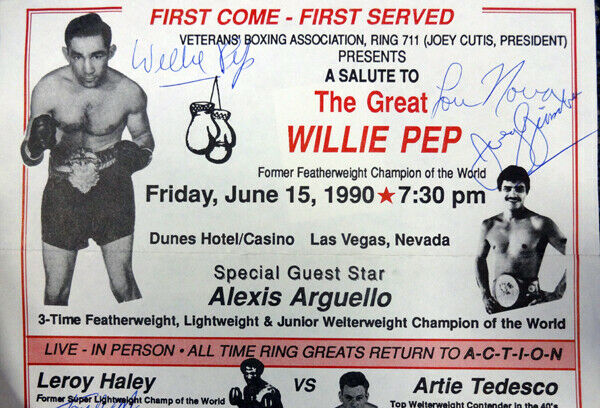 FIRST COME - FIRST SERVED
VETERANS' BOXING ASSOCIATION, RING 711 (JOEY CUTIS, PRESIDENT)
PRESENTS
Willie Pep
A SALUTE TO
The Great
Lou Nova
WILLIE PEP
Former Featherweight Champion of the World
Friday, June 15, 1990 ★ 7:30 pm
Dunes Hotel/Casino Las Vegas, Nevada
Special Guest Star
Alexis Arguello
3-Time Featherweight, Lightweight & Junior Welterweight Champion of the World
LIVE - IN PERSON • ALL TIME RING GREATS RETURN TO A-C-T-I-O-N
Leroy Haley VS Artie Tedesco
Former Super Lightweight Champ of the World Top Welterweight Contender in the 40's